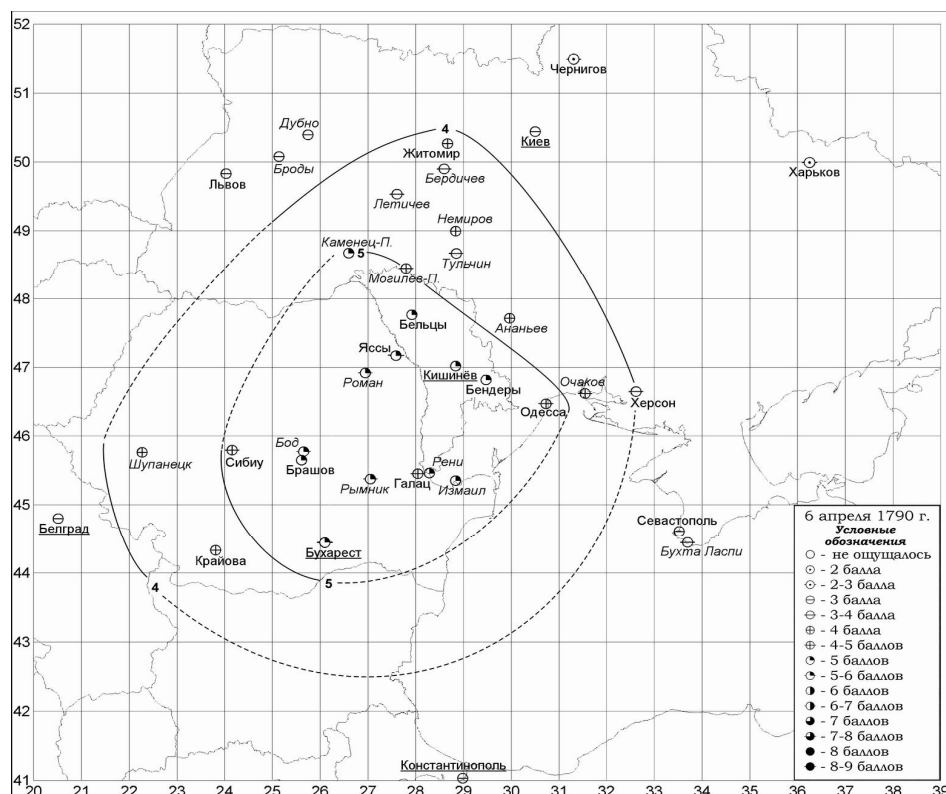 52
51
50
49
48
47
46
45
44
43
42
41
20 21 22 23 24 25 26 27 28 29 30 31 32 33 34 35 36 37 38 39
Чернигов
Дубно
4
Киев
Броды
Житомир
Львов
Бердичев
Харьков
Летичев
Немиров
Каменец-П.
5
Тульчин
Могилёв-П.
Бельцы
Ананьев
Яссы
Роман
Кишинёв
Бендеры
Очаков
Одесса
Херсон
Шупанецк
Сибиу
Бод
Брашов
Рымник
Галац
Рени
Измаил
Белград
Крайова
Бухарест
Севастополь
Бухта Ласпи
4
5
Константинополь
6 апреля 1790 г.
Условные
обозначения
- не ощущалось
- 2 балла
- 2-3 балла
- 3 балла
- 3-4 балла
- 4 балла
- 4-5 баллов
- 5 баллов
- 5-6 баллов
- 6 баллов
- 6-7 баллов
- 7 баллов
- 7-8 баллов
- 8 баллов
- 8-9 баллов